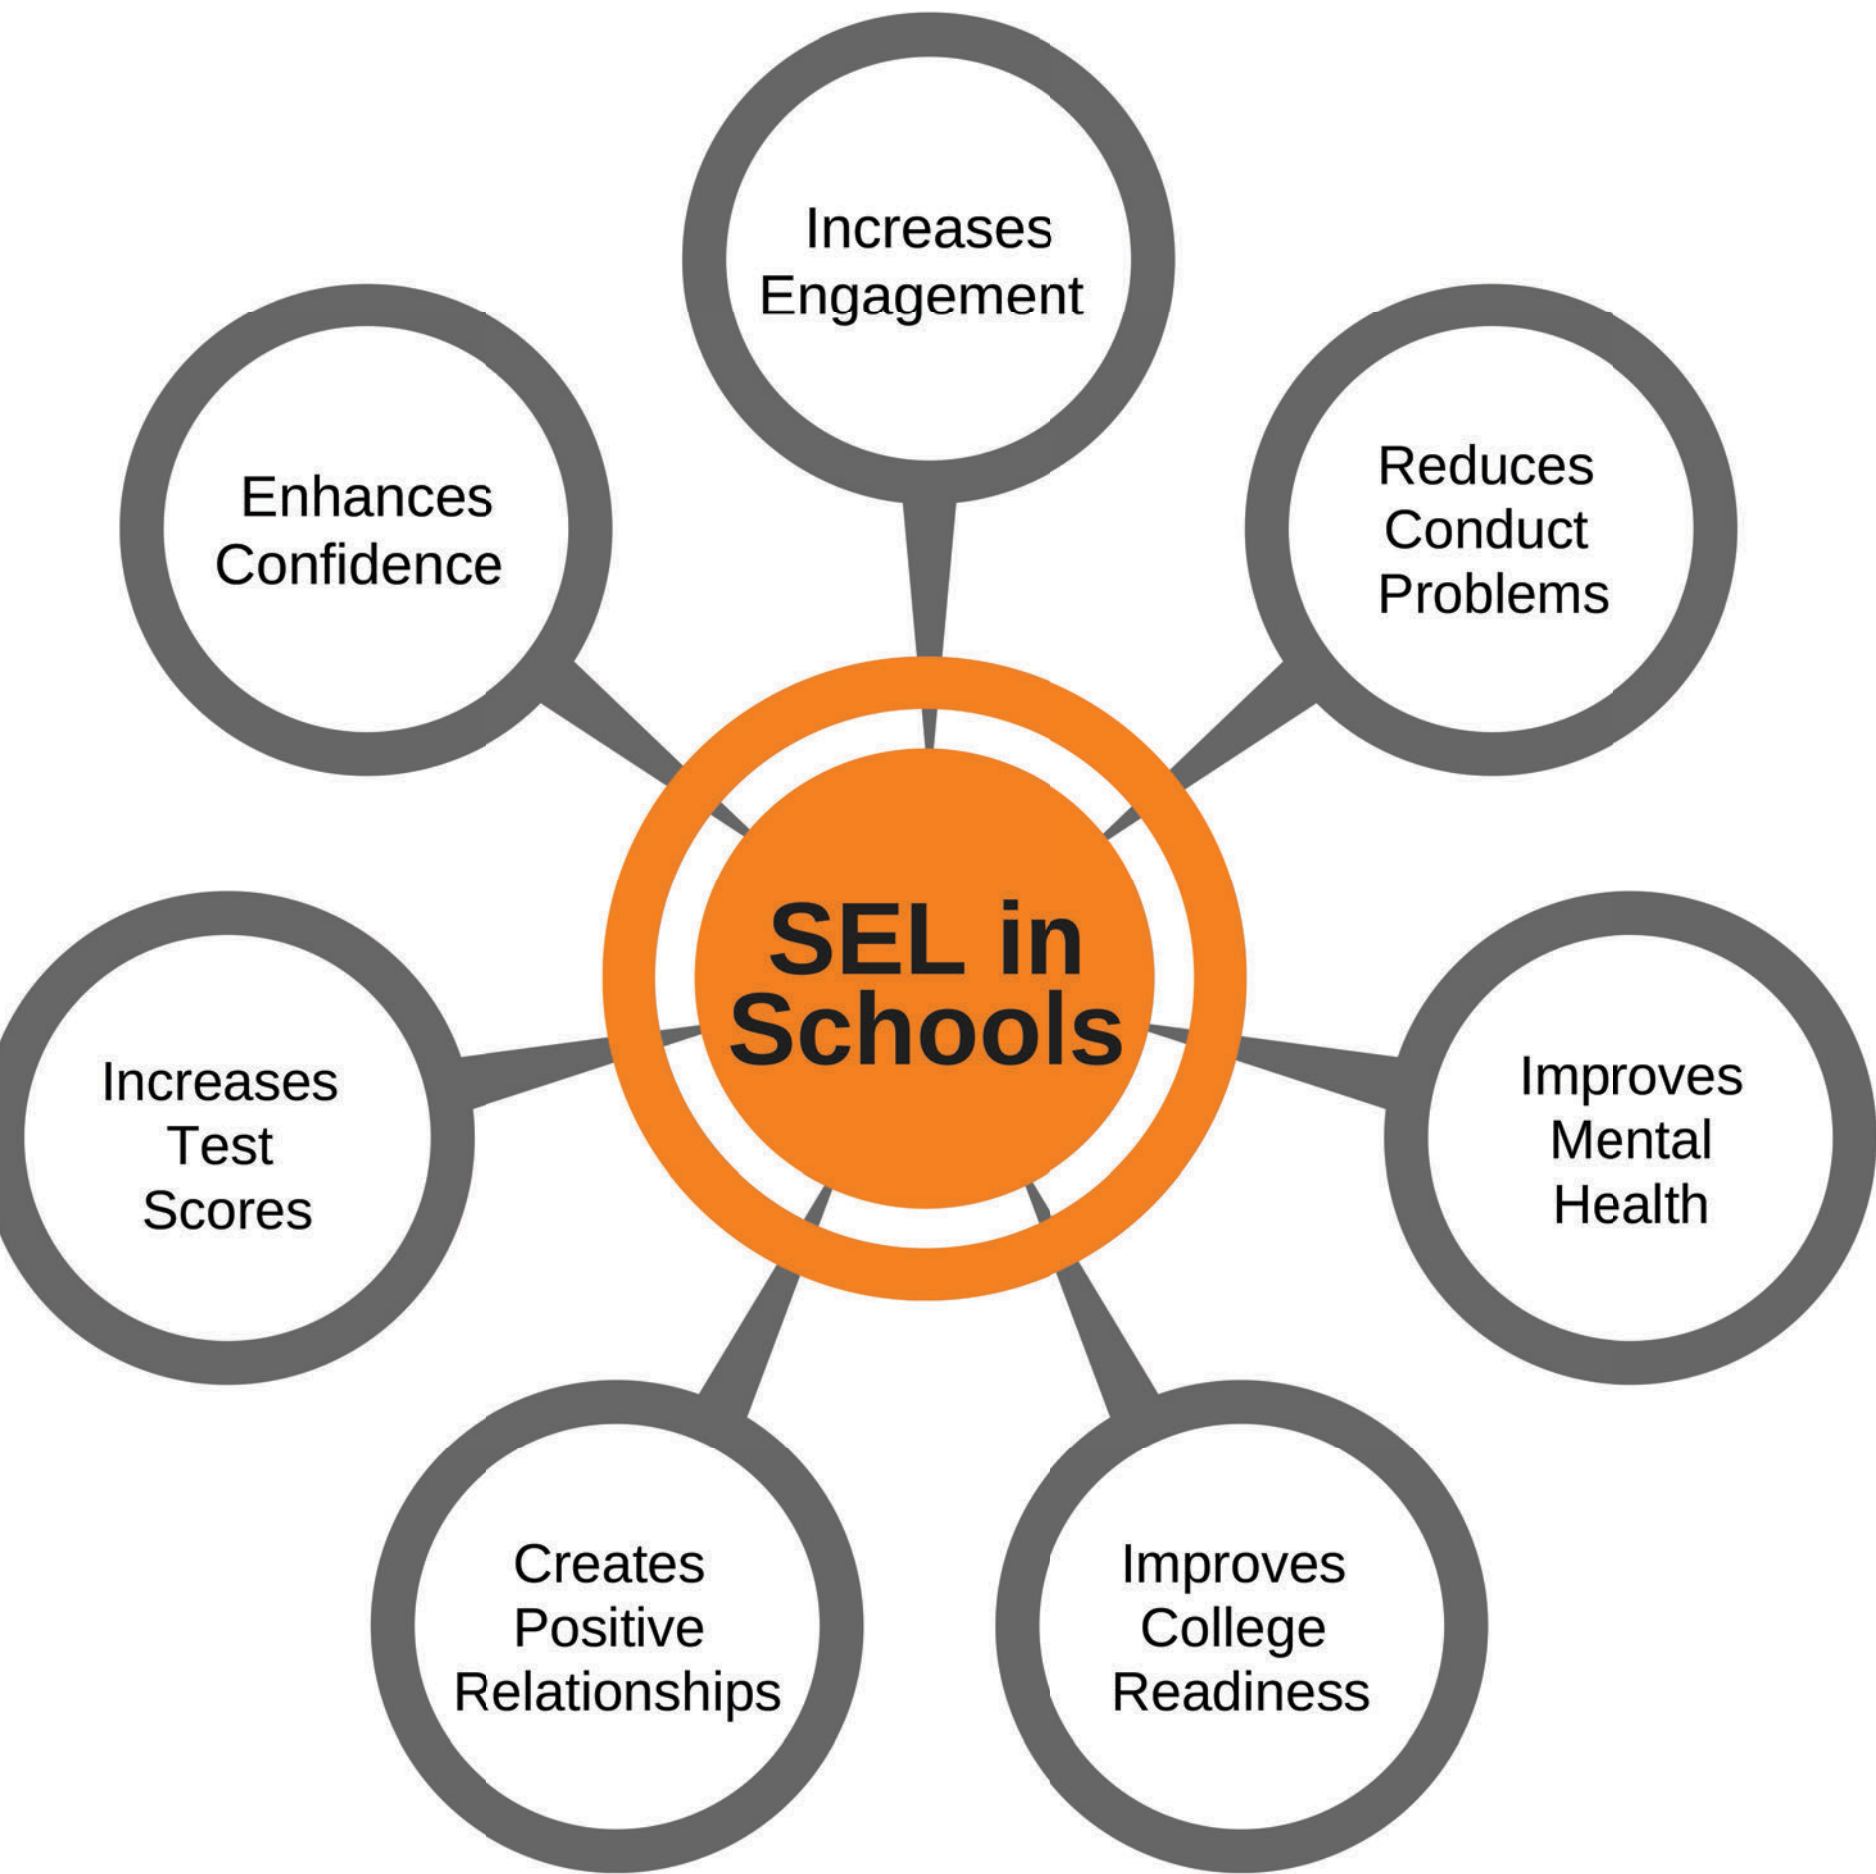 Increases
Engagement
Enhances
Confidence
Reduces
Conduct
Problems
SEL in
Schools
Increases
Test
Scores
Improves
Mental
Health
Creates
Positive
Relationships
Improves
College
Readiness